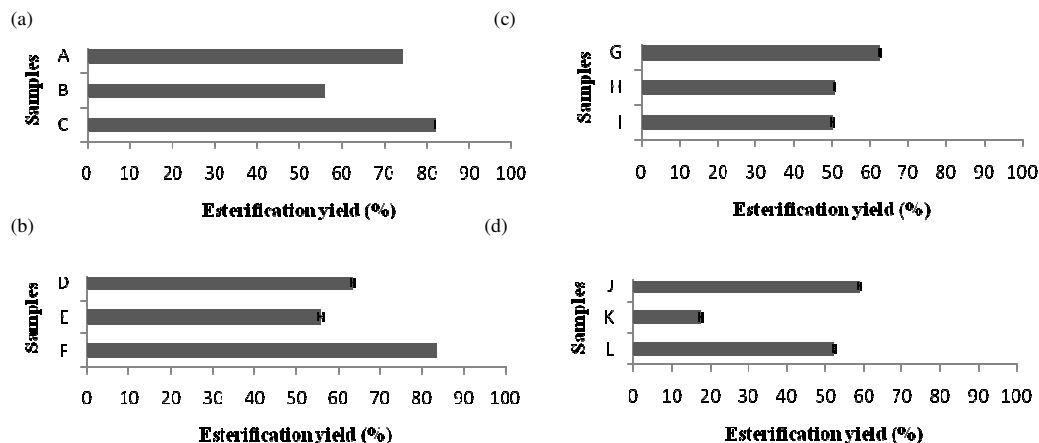 (a)
Samples
A
B
C
0 10 20 30 40 50 60 70 80 90 100
Esterification yield (%)
(c)
Samples
G
H
I
0 10 20 30 40 50 60 70 80 90 100
Esterification yield (%)
(b)
Samples
D
E
F
0 10 20 30 40 50 60 70 80 90 100
Esterification yield (%)
(d)
Samples
J
K
L
0 10 20 30 40 50 60 70 80 90 100
Esterification yield (%)